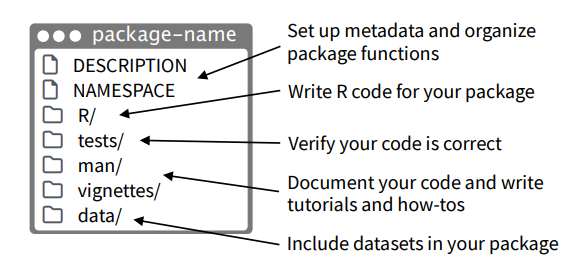 package-name
DESCRIPTION
NAMESPACE
R/
tests/
man/
vignettes/
data/
Set up metadata and organize
package functions
Write R code for your package
Verify your code is correct
Document your code and write
tutorials and how-tos
Include datasets in your package